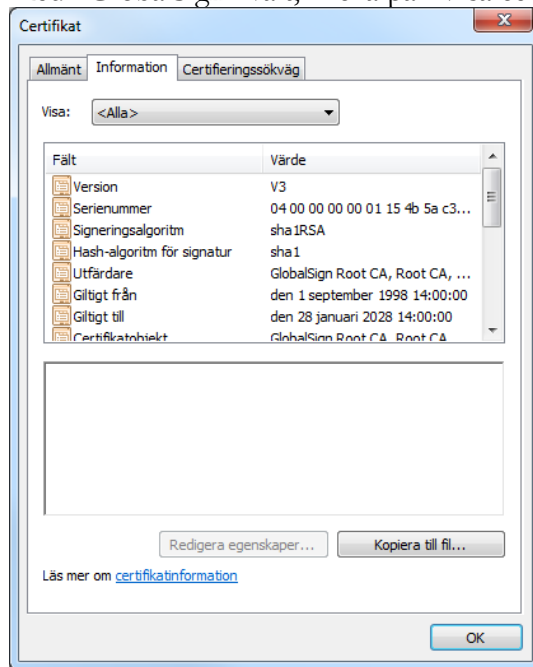 Certifikat
Allmänt Information Certifieringssökväg
Visa: <Alla>
Fält Värde
Version V3
Serienummer 04 00 00 00 00 01 15 4b 5a c3...
Signeringsalgoritm sha1RSA
Hash-algoritm för signatur sha1
Utfärdare GlobalSign Root CA, Root CA, ...
Giltigt från den 1 september 1998 14:00:00
Giltigt till den 28 januari 2028 14:00:00
Certifikatobjekt GlobalSign Root CA, Root CA
Redigera egenskaper... Kopiera till fil...
Läs mer om certifikatinformation
OK